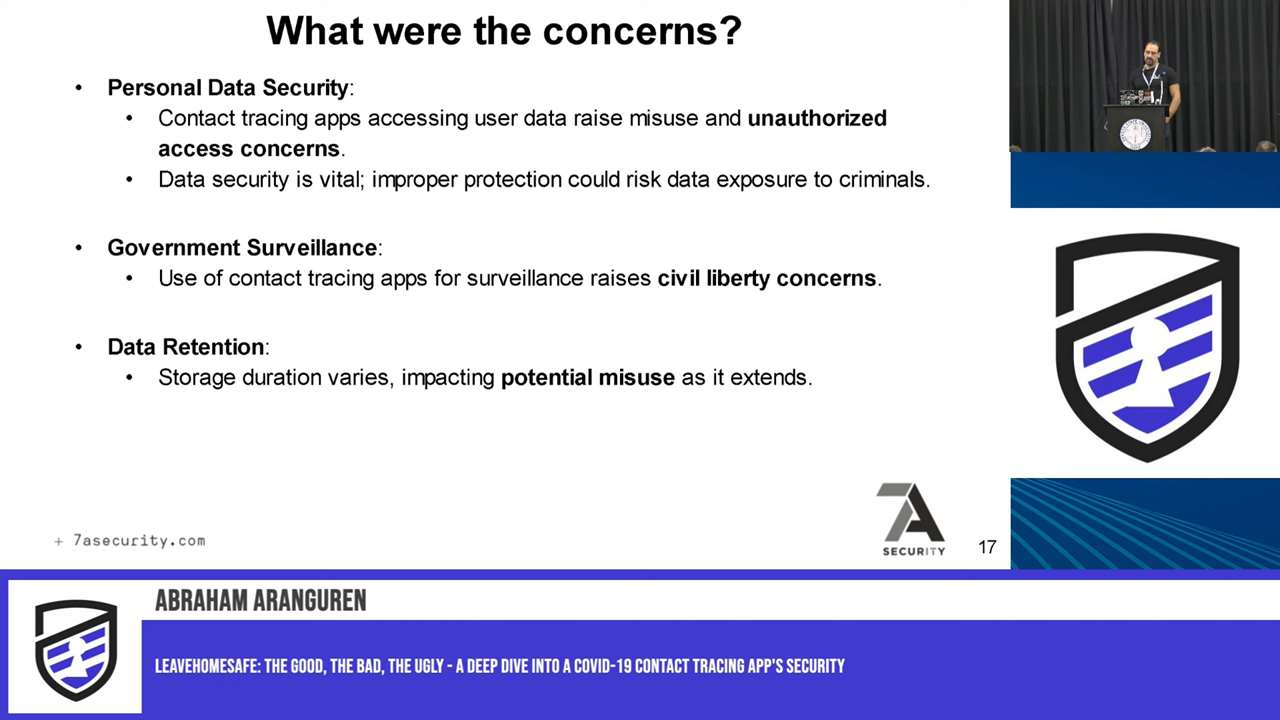 What were the concerns?
• Personal Data Security:
• Contact tracing apps accessing user data raise misuse and unauthorized
access concerns.
• Data security is vital; improper protection could risk data exposure to criminals.
• Government Surveillance:
• Use of contact tracing apps for surveillance raises civil liberty concerns.
• Data Retention:
• Storage duration varies, impacting potential misuse as it extends.
+ 7asecurity.com
7A
SECURITY
17
ABRAHAM ARANGUREN
LEAVEHOMESAFE: THE GOOD, THE BAD, THE UGLY - A DEEP DIVE INTO A COVID-19 CONTACT TRACING APP'S SECURITY